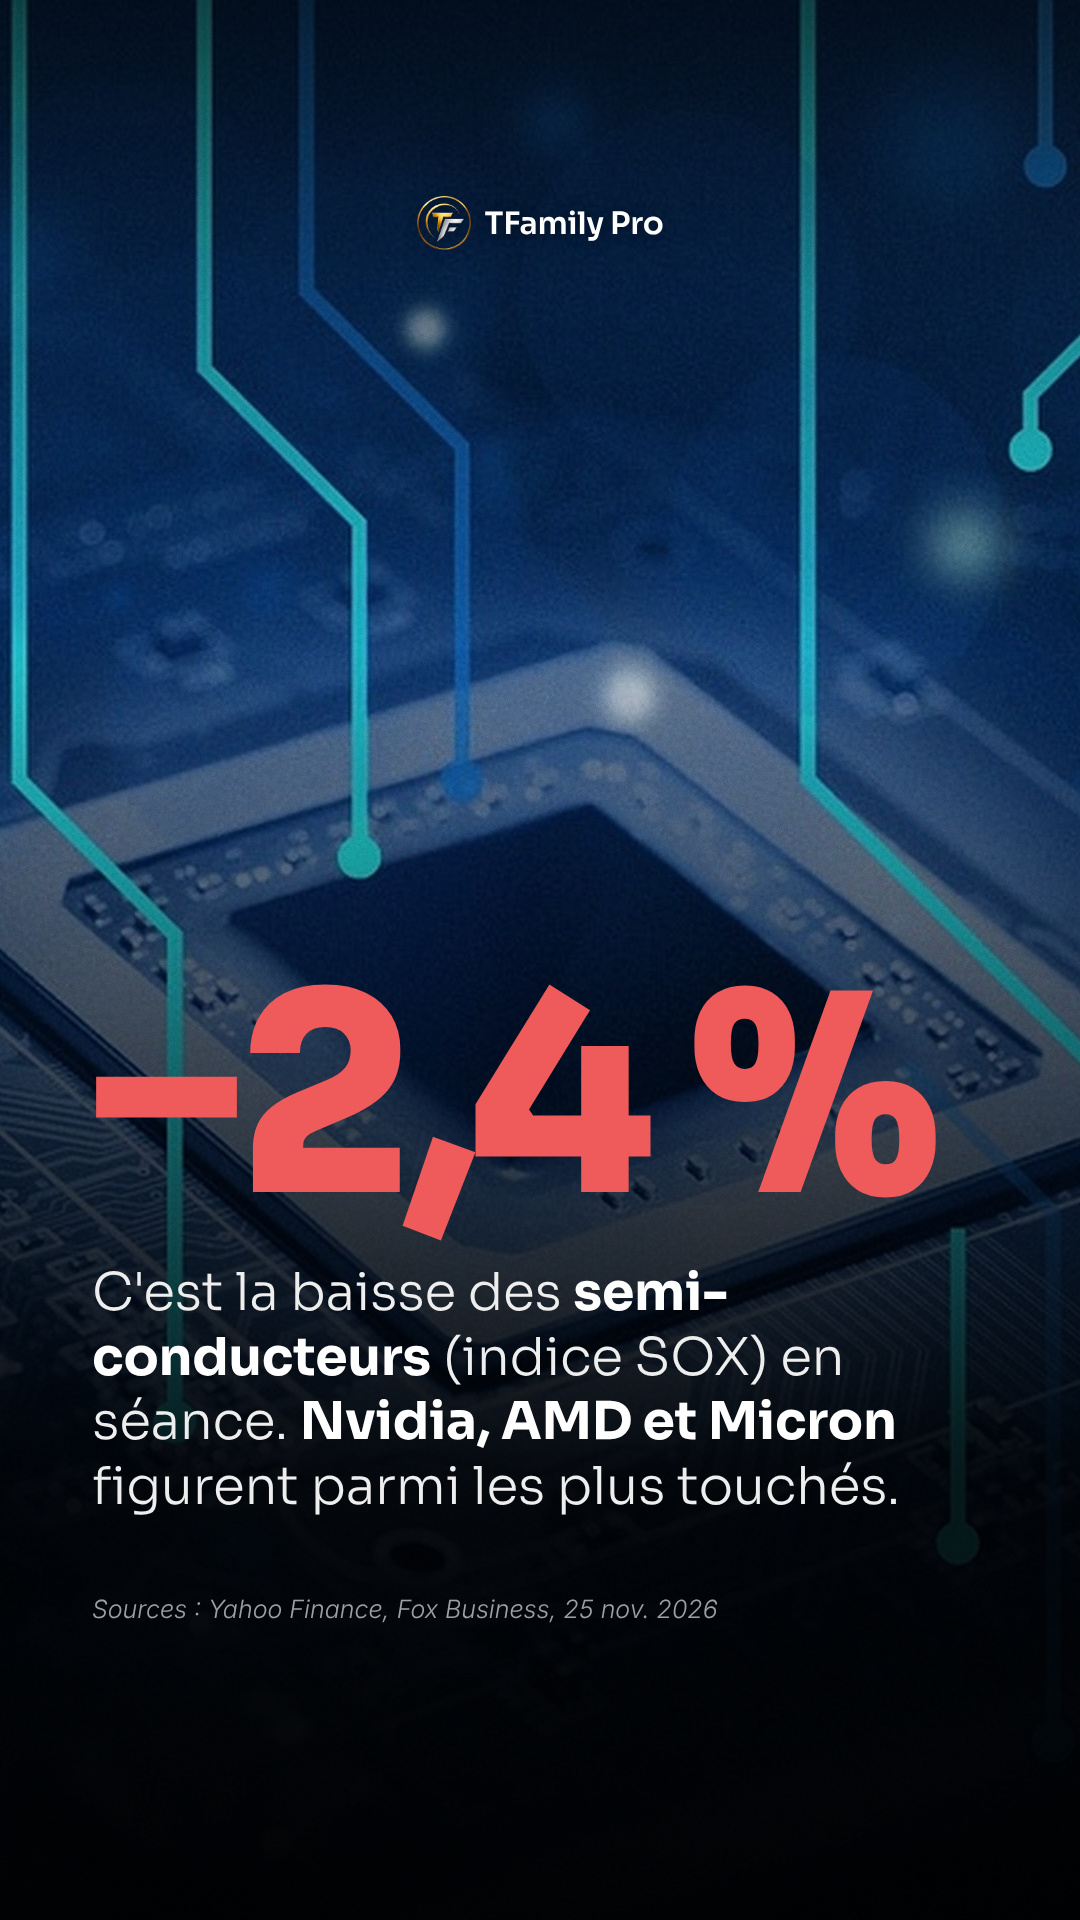 TFamily Pro
–2,4 %
C'est la baisse des semi-
conducteurs (indice SOX) en
séance. Nvidia, AMD et Micron
figurent parmi les plus touchés.
Sources : Yahoo Finance, Fox Business, 25 nov. 2026